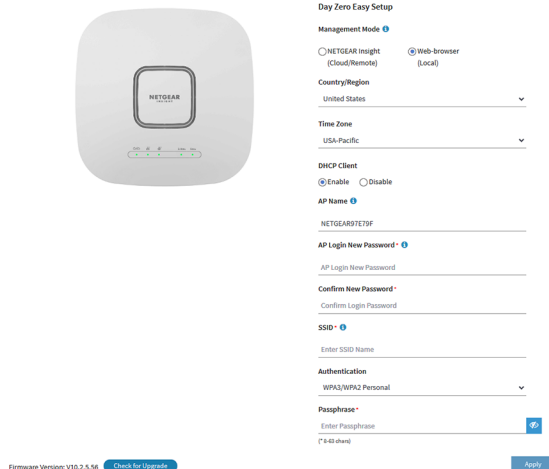 NETGEAR
INSIGHT
Day Zero Easy Setup
Management Mode
NETGEAR Insight
(Cloud/Remote)
Web-browser
(Local)
Country/Region
United States
Time Zone
USA-Pacific
DHCP Client
Enable
Disable
AP Name
NETGEAR97E79F
AP Login New Password*
AP Login New Password
Confirm New Password*
Confirm Login Password
SSID*
Enter SSID Name
Authentication
WPA3/WPA2 Personal
Passphrase*
Enter Passphrase
(* 8-63 chars)
Apply
Firmware Version: V10.2.5.56
Check for Upgrade